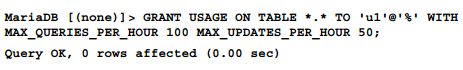 MariaDB [(none)]> GRANT USAGE ON TABLE *.* TO 'u1'@'%' WITH
MAX_QUERIES_PER_HOUR 100 MAX_UPDATES_PER_HOUR 50;
Query OK, 0 rows affected (0.00 sec)